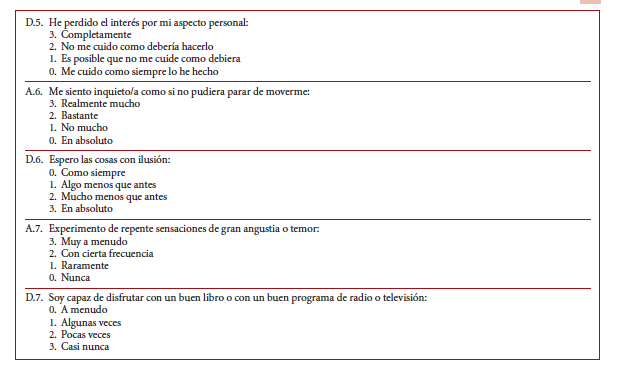 D.5. He perdido el interés por mi aspecto personal:
3. Completamente
2. No me cuido como debería hacerlo
1. Es posible que no me cuide como debiera
0. Me cuido como siempre lo he hecho
A.6. Me siento inquieto/a como si no pudiera parar de moverme:
3. Realmente mucho
2. Bastante
1. No mucho
0. En absoluto
D.6. Espero las cosas con ilusión:
0. Como siempre
1. Algo menos que antes
2. Mucho menos que antes
3. En absoluto
A.7. Experimento de repente sensaciones de gran angustia o temor:
3. Muy a menudo
2. Con cierta frecuencia
1. Raramente
0. Nunca
D.7. Soy capaz de disfrutar con un buen libro o con un buen programa de radio o televisión:
0. A menudo
1. Algunas veces
2. Pocas veces
3. Casi nunca